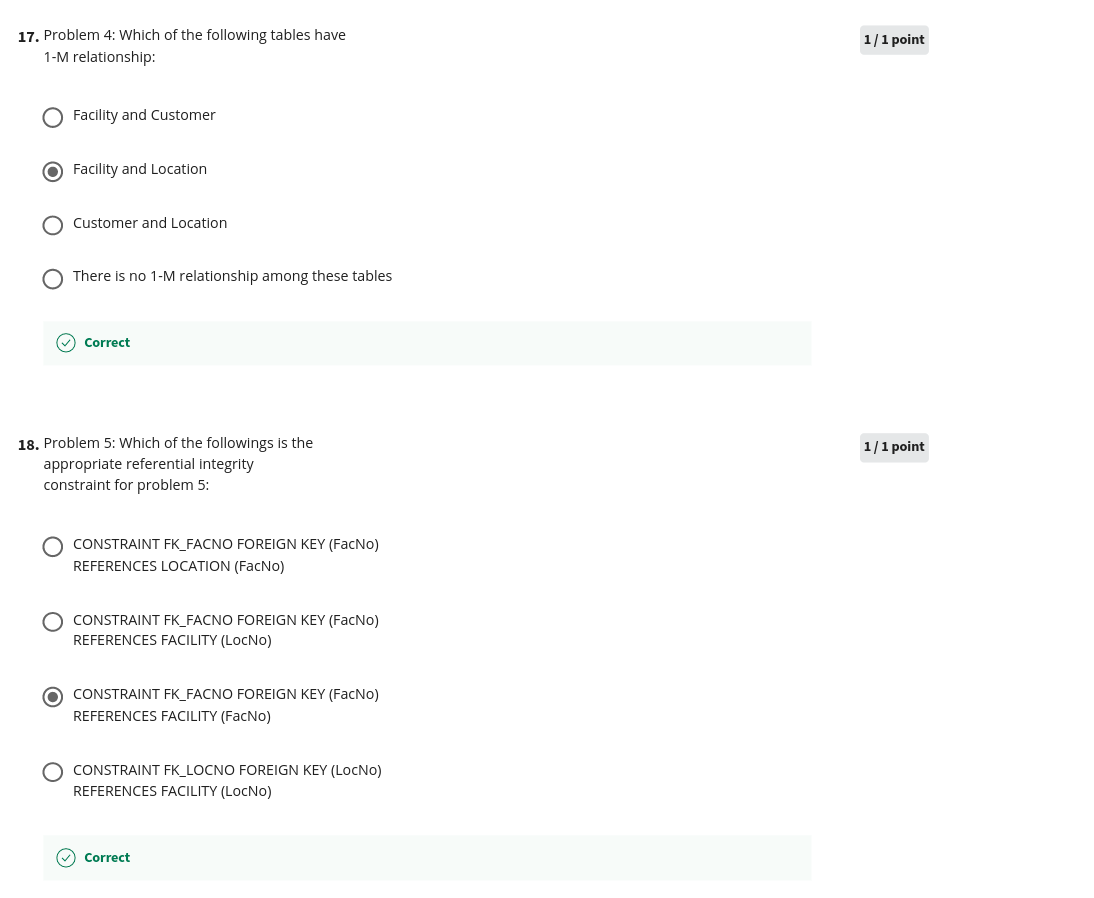 17. Problem 4: Which of the following tables have
1-M relationship:
1 / 1 point
Facility and Customer
Facility and Location
Customer and Location
There is no 1-M relationship among these tables
Correct
18. Problem 5: Which of the followings is the
appropriate referential integrity
constraint for problem 5:
1 / 1 point
CONSTRAINT FK_FACNO FOREIGN KEY (FacNo)
REFERENCES LOCATION (FacNo)
CONSTRAINT FK_FACNO FOREIGN KEY (FacNo)
REFERENCES FACILITY (LocNo)
CONSTRAINT FK_FACNO FOREIGN KEY (FacNo)
REFERENCES FACILITY (FacNo)
CONSTRAINT FK_LOCNO FOREIGN KEY (LocNo)
REFERENCES FACILITY (LocNo)
Correct